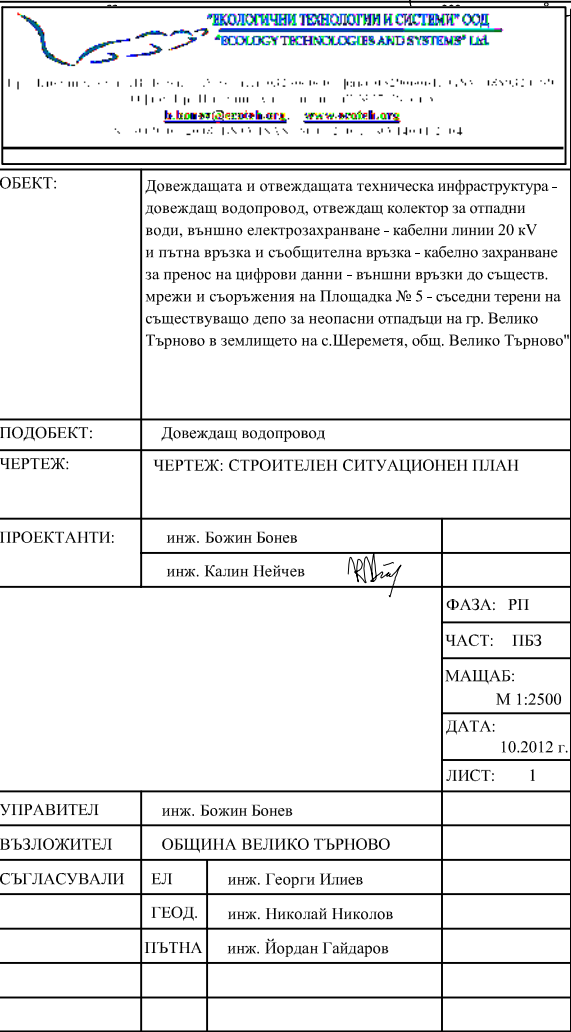 "ЕКОЛОГИЧНИ ТЕХНОЛОГИИ И СИСТЕМИ" ООД
"ECOLOGY TECHNOLOGIES AND SYSTEMS" Ltd.
www.ecoteh.org
ОБЕКТ:
Довеждащата и отвеждащата техническа инфраструктура -
довеждащ водопровод, отвеждащ колектор за отпадни
води, външно електрозахранване - кабелни линии 20 кV
и пътна връзка и съобщителна връзка - кабелно захранване
за пренос на цифрови данни - външни връзки до съществ.
мрежи и съоръжения на Площадка № 5 - съседни терени на
съществуващо депо за неопасни отпадъци на гр. Велико
Търново в землището на с.Шереметя, общ. Велико Търново"
ПОДОБЕКТ: Довеждащ водопровод
ЧЕРТЕЖ: ЧЕРТЕЖ: СТРОИТЕЛЕН СИТУАЦИОНЕН ПЛАН
ПРОЕКТАНТИ: инж. Божин Бонев
инж. Калин Нейчев
ФАЗА: РП
ЧАСТ: ПБЗ
МАЩАБ:
М 1:2500
ДАТА:
10.2012 г.
ЛИСТ: 1
УПРАВИТЕЛ инж. Божин Бонев
ВЪЗЛОЖИТЕЛ ОБЩИНА ВЕЛИКО ТЪРНОВО
СЪГЛАСУВАЛИ ЕЛ инж. Георги Илиев
ГЕОД. инж. Николай Николов
ПЪТНА инж. Йордан Гайдаров